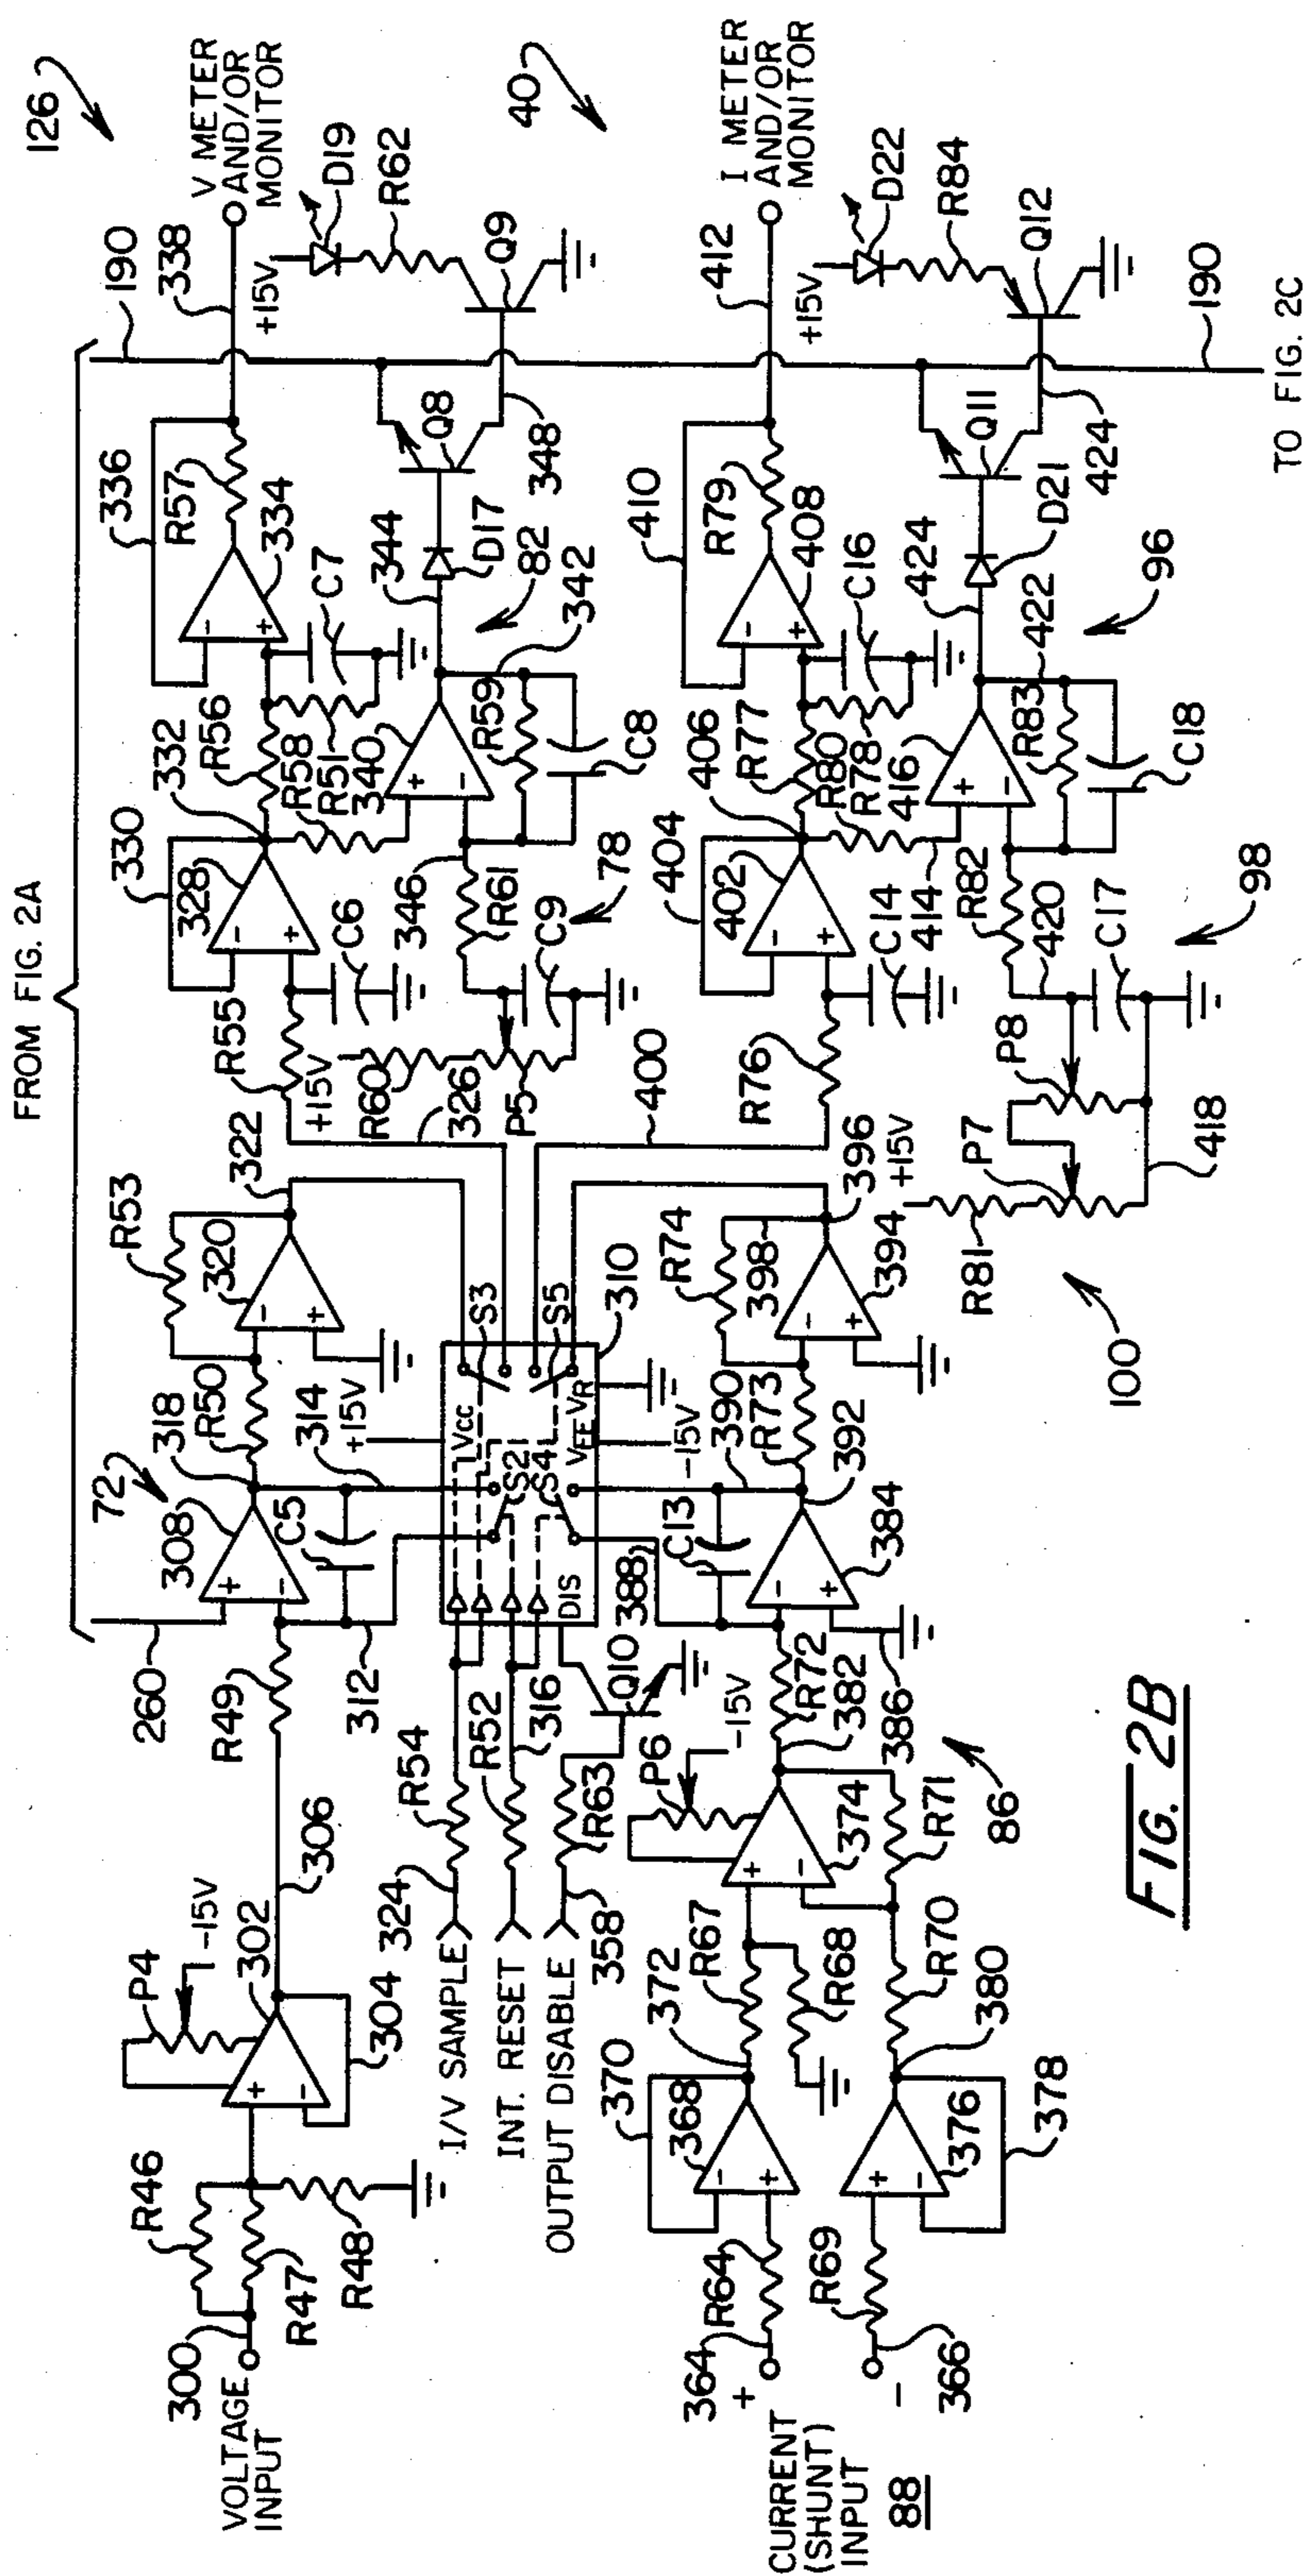 FROM FIG. 2A
126
V METER
AND/OR
MONITOR
190
338
336
R57
334
+15V
D19
R62
Q9
Q8
348
344
D17
82
342
C7
332
R56
R58
R51
340
R59
C8
330
328
C6
346
R61
78
C9
R55
+15V
R60
326
P5
322
R53
320
318
R50
72
308
C5
314
+15V
260
R49
312
306
-15V
P4
302
304
R46
R47
R48
300
VOLTAGE
INPUT
324
R54
I/V SAMPLE
R52
316
INT. RESET
R63
358
OUTPUT DISABLE
Q10
DIS
VCC
S2
S4
VEE
VR
S3
S5
310
-15V
40
I METER
AND/OR
MONITOR
412
410
R79
408
+15V
D22
R84
Q12
190
Q11
424
424
D21
96
422
C16
406
R77
R80
R78
416
R83
C18
404
402
C14
414
R82
420
C17
98
400
R76
P8
P7
418
+15V
R81
100
396
398
R74
394
390
R73
392
388
C13
384
386
R72
382
-15V
P6
374
R71
86
372
R67
R68
R70
380
370
368
376
378
R64
R69
364
+
-
366
CURRENT
(SHUNT)
INPUT
88
FIG. 2B
TO FIG. 2C